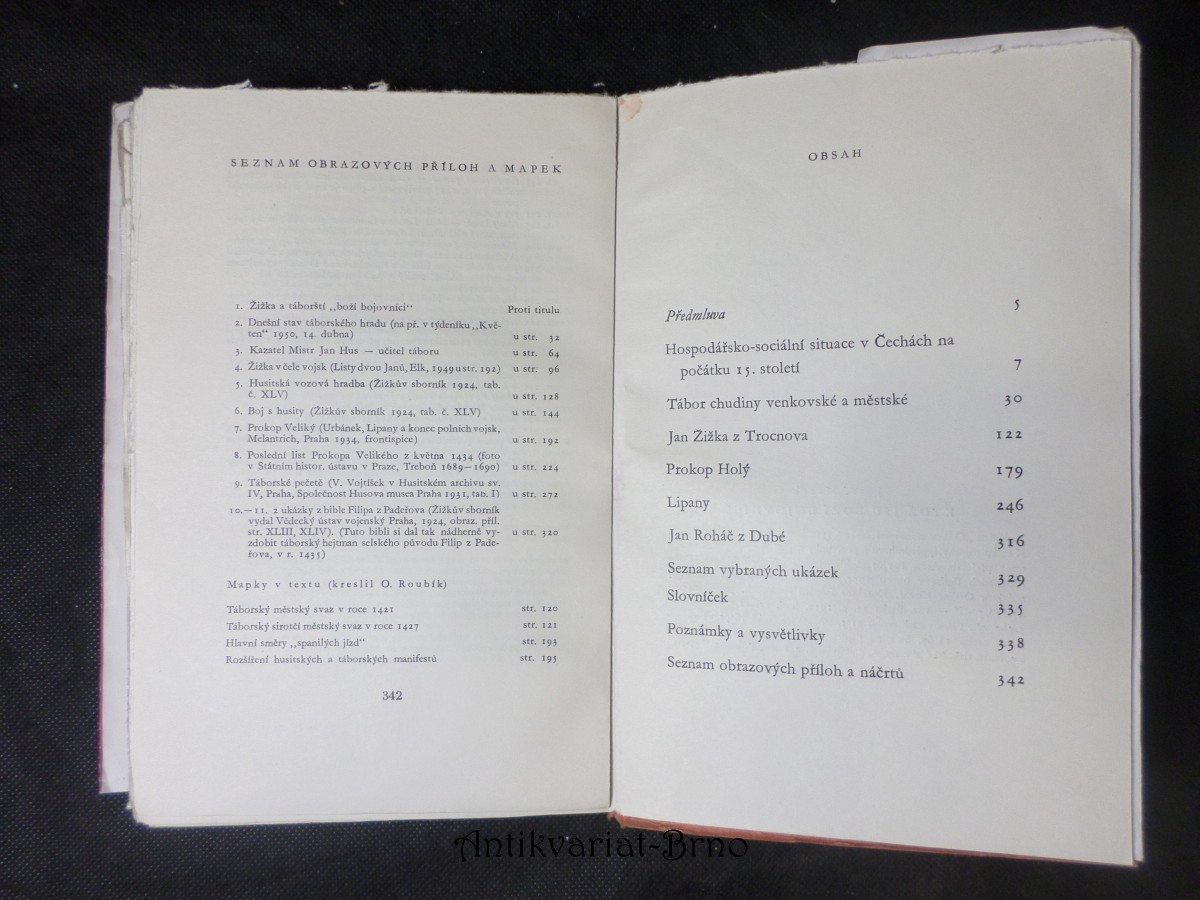 SEZNAM OBRAZOVÝCH PŘÍLOH A MAPEK
1. Žižka a táborští „boží bojovníci“ Proti titulu
2. Dnešní stav táborského hradu (na př. v týdeníku „Kvě-
ten“ 1950, 14. dubna) u str. 32
3. Kazatel Mistr Jan Hus — učitel táboru u str. 64
4. Žižka v čele vojsk (Listy dvou Janů, Elk, 1949 u str. 192) u str. 96
5. Husitská vozová hradba (Žižkův sborník 1924, tab.
č. XLV) u str. 128
6. Boj s husity (Žižkův sborník 1924, tab. č. XLV) u str. 144
7. Prokop Veliký (Urbánek, Lipany a konec polních vojsk,
Melantrich, Praha 1934, frontispice) u str. 192
8. Poslední list Prokopa Velikého z května 1434 (foto
v Státním histor. ústavu v Praze, Třeboň 1689—1690) u str. 224
9. Táborské pečetě (V. Vojtíšek v Husitském archivu sv.
IV, Praha, Společnost Husova musea Praha 1931, tab. I) u str. 272
10.—11. 2 ukázky z bible Filipa z Padeřova (Žižkův sborník
vydal Vědecký ústav vojenský Praha, 1924, obraz. příl.
str. XLIII, XLIV). (Tuto bibli si dal tak nádherně vy- u str. 320
zdobit táborský hejtman selského původu Filip z Pade-
řova, v r. 1435)
Mapky v textu (kreslil O. Roubík)
Táborský městský svaz v roce 1421 str. 120
Táborský sirotčí městský svaz v roce 1427 str. 121
Hlavní směry „spanilých jízd“ str. 193
Rozšíření husitských a táborských manifestů str. 195
342
OBSAH
Předmluva 5
Hospodářsko-sociální situace v Čechách na
počátku 15. století 7
Tábor chudiny venkovské a městské 30
Jan Žižka z Trocnova 122
Prokop Holý 179
Lipany 246
Jan Roháč z Dubé 316
Seznam vybraných ukázek 329
Slovníček 335
Poznámky a vysvětlivky 338
Seznam obrazových příloh a náčrtů 342
Antikvariat-Brno